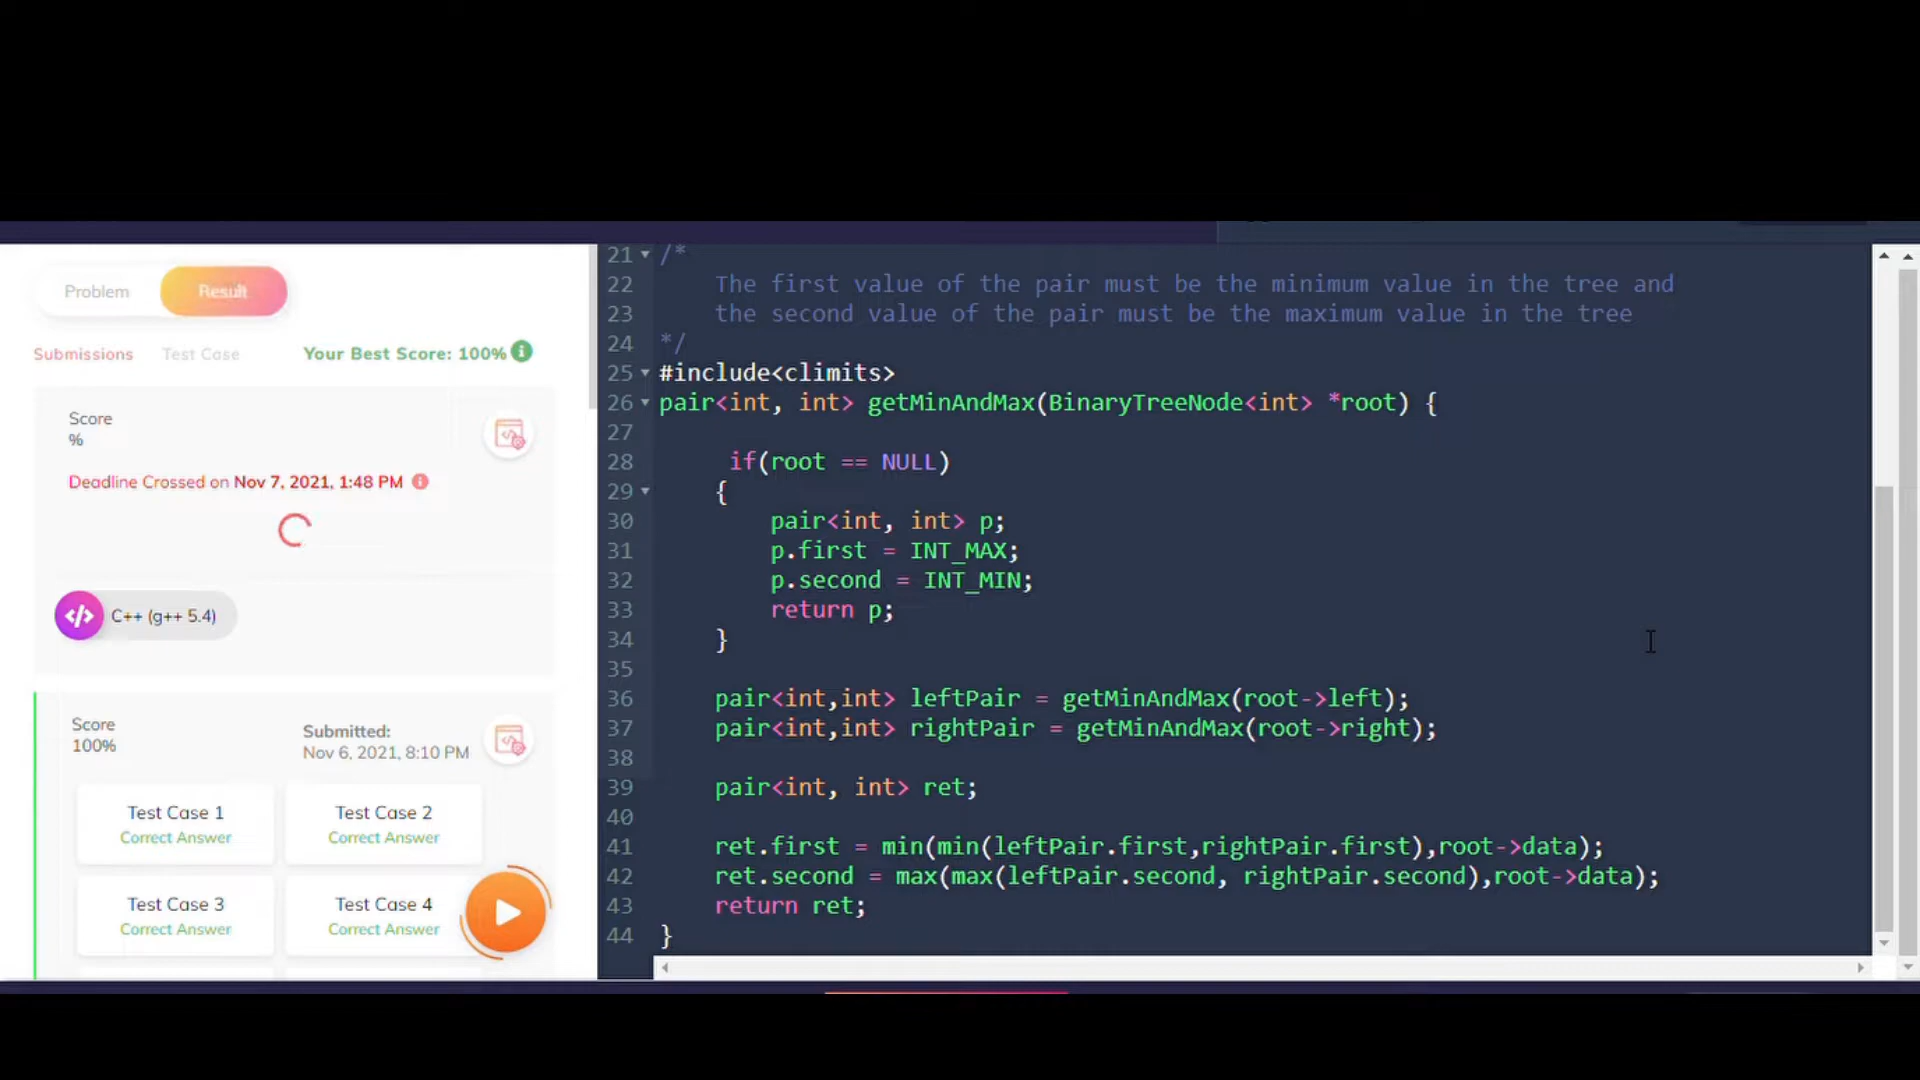 Problem
Result
Submissions
Test Case
Your Best Score: 100%
Score
%
Deadline Crossed on Nov 7, 2021, 1:48 PM
C++ (g++ 5.4)
Score
100%
Submitted:
Nov 6, 2021, 8:10 PM
Test Case 1
Correct Answer
Test Case 2
Correct Answer
Test Case 3
Correct Answer
Test Case 4
Correct Answer
21 /*
22 The first value of the pair must be the minimum value in the tree and
23 the second value of the pair must be the maximum value in the tree
24 */
25 #include<climits>
26 pair<int, int> getMinAndMax(BinaryTreeNode<int> *root) {
27
28 if(root == NULL)
29 {
30 pair<int, int> p;
31 p.first = INT_MAX;
32 p.second = INT_MIN;
33 return p;
34 }
35
36 pair<int,int> leftPair = getMinAndMax(root->left);
37 pair<int,int> rightPair = getMinAndMax(root->right);
38
39 pair<int, int> ret;
40
41 ret.first = min(min(leftPair.first,rightPair.first),root->data);
42 ret.second = max(max(leftPair.second, rightPair.second),root->data);
43 return ret;
44 }